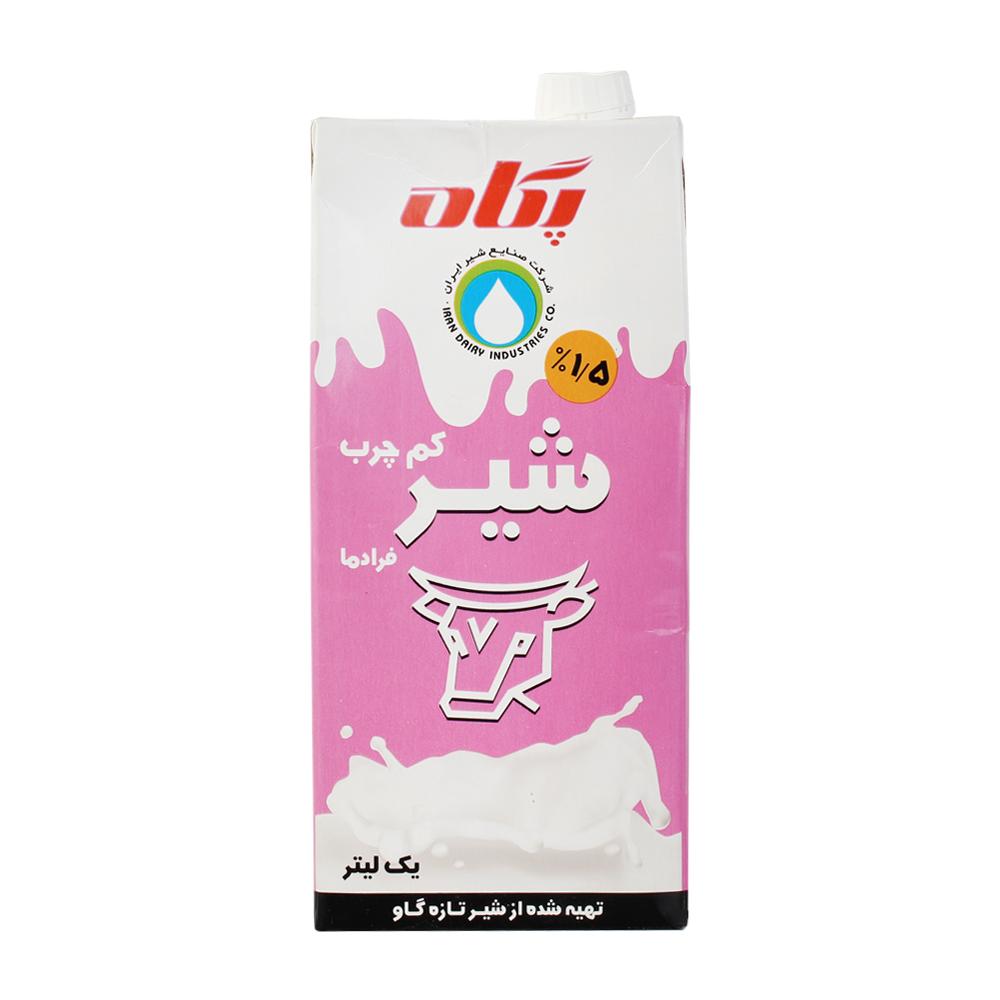 پگاه
شرکت صنایع شیر ایران
IRAN DAIRY INDUSTRIES CO.
%۱/۵
شیر
کم چرب
فرادما
یک لیتر
تهیه شده از شیر تازه گاو